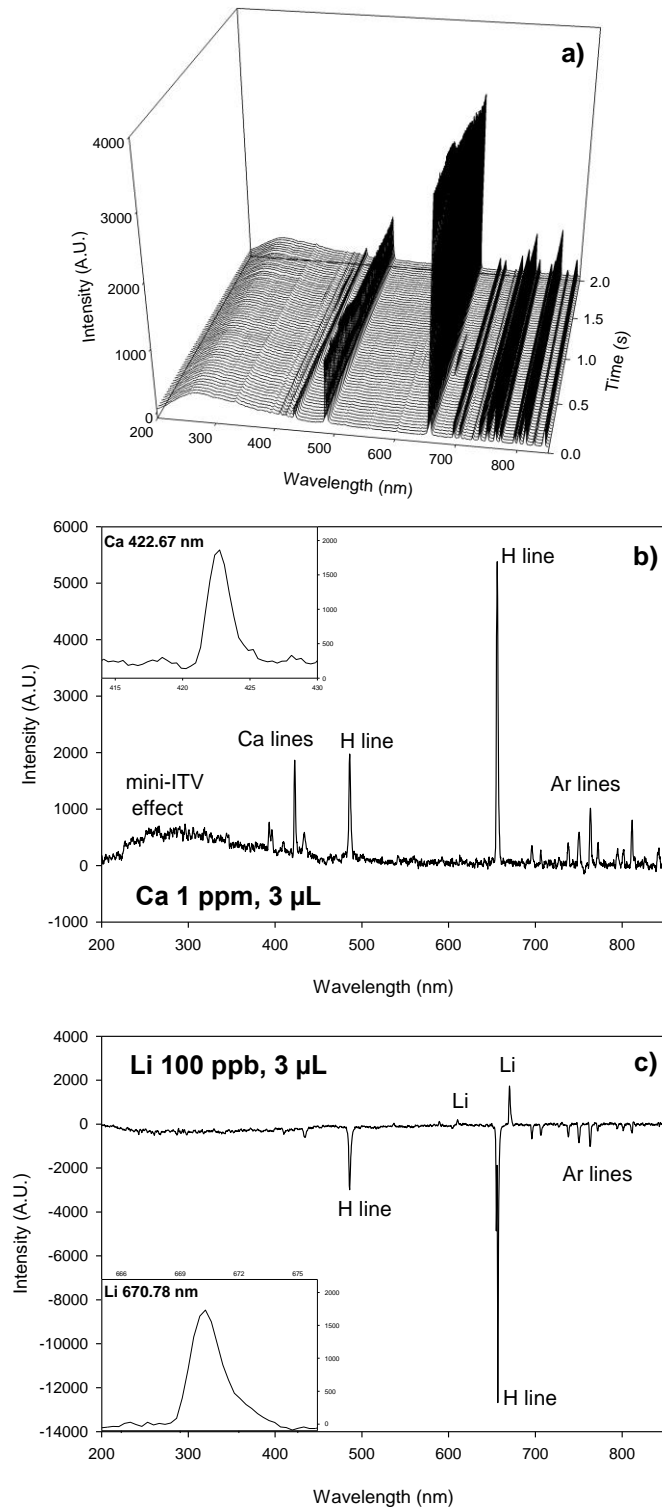 a)
4000
3000
2000
1000
0
Intensity (A.U.)
2.0
1.5
1.0
0.5
0.0
Time (s)
200 300 400 500 600 700 800
Wavelength (nm)
6000
5000
4000
3000
2000
1000
0
-1000
Intensity (A.U.)
Ca 422.67 nm
2000
1500
1000
500
0
415 420 425 430
b)
H line
Ca lines
H line
mini-ITV
effect
Ar lines
Ca 1 ppm, 3 µL
200 300 400 500 600 700 800
Wavelength (nm)
4000
2000
0
-2000
-4000
-6000
-8000
-10000
-12000
-14000
Intensity (A.U.)
Li 100 ppb, 3 µL
c)
Li
Li
Ar lines
H line
H line
666 669 672 675
Li 670.78 nm
2000
1500
1000
500
0
200 300 400 500 600 700 800
Wavelength (nm)